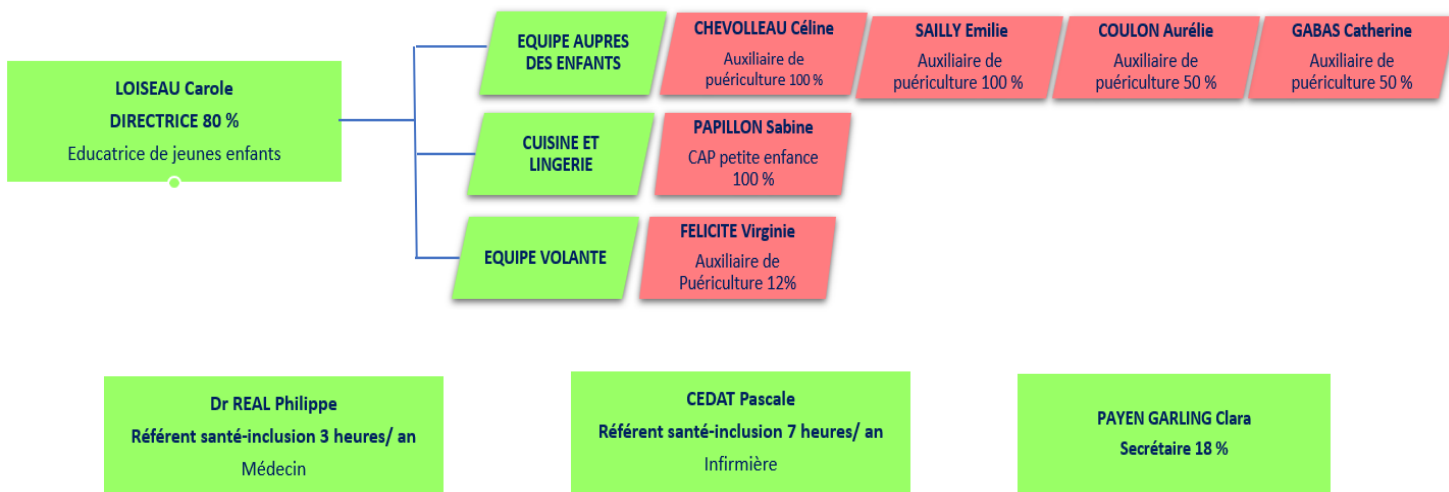 LOISEAU Carole
DIRECTRICE 80 %
Educatrice de jeunes enfants
EQUIPE AUPRES
DES ENFANTS
CHEVOLLEAU Céline
Auxiliaire de
puériculture 100 %
SAILLY Emilie
Auxiliaire de
puériculture 100 %
COULON Aurélie
Auxiliaire de
puériculture 50 %
GABAS Catherine
Auxiliaire de
puériculture 50 %
CUISINE ET
LINGERIE
PAPILLON Sabine
CAP petite enfance
100 %
EQUIPE VOLANTE
FELICITE Virginie
Auxiliaire de
Puériculture 12%
Dr REAL Philippe
Référent santé-inclusion 3 heures/ an
Médecin
CEDAT Pascale
Référent santé-inclusion 7 heures/ an
Infirmière
PAYEN GARLING Clara
Secrétaire 18 %